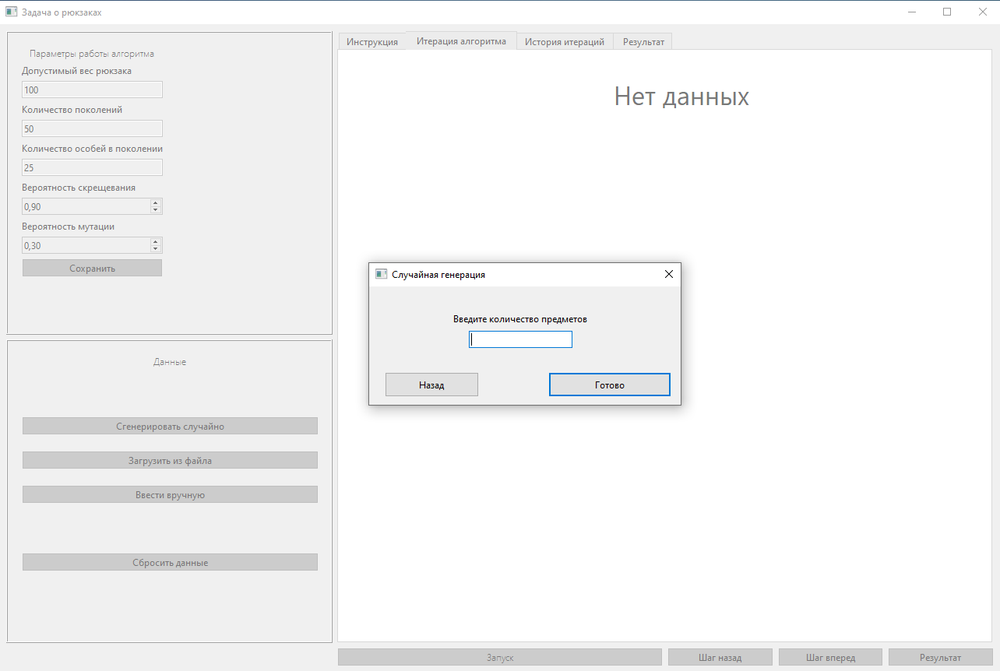 Задача о рюкзаках
Параметры работы алгоритма
Допустимый вес рюкзака
100
Количество поколений
50
Количество особей в поколении
25
Вероятность скрещевания
0,90
Вероятность мутации
0,30
Сохранить
Данные
Сгенерировать случайно
Загрузить из файла
Ввести вручную
Сбросить данные
Инструкция Итерация алгоритма История итераций Результат
Нет данных
Случайная генерация
Введите количество предметов
Назад Готово
Запуск Шаг назад Шаг вперед Результат